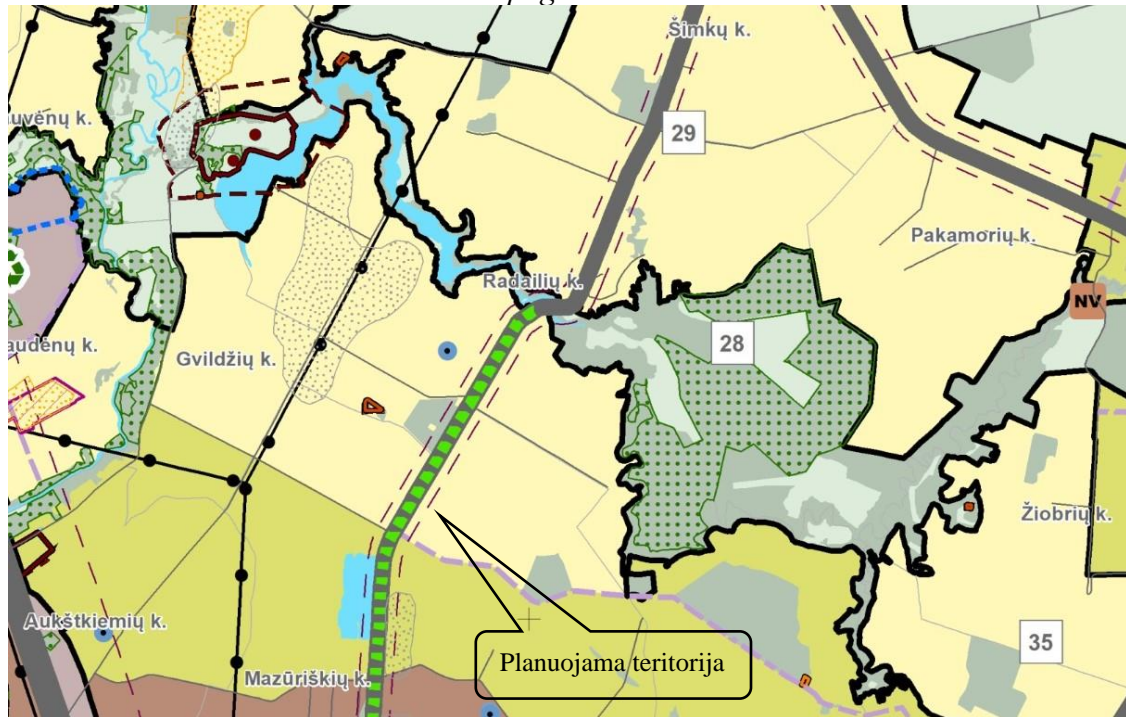 Šimkų k.
29
Pakamorių k.
Radailių k.
NV
28
Gvildžių k.
Žiobrių k.
Aukštkiemių k.
Planuojama teritorija
35
Mazūriškių k.